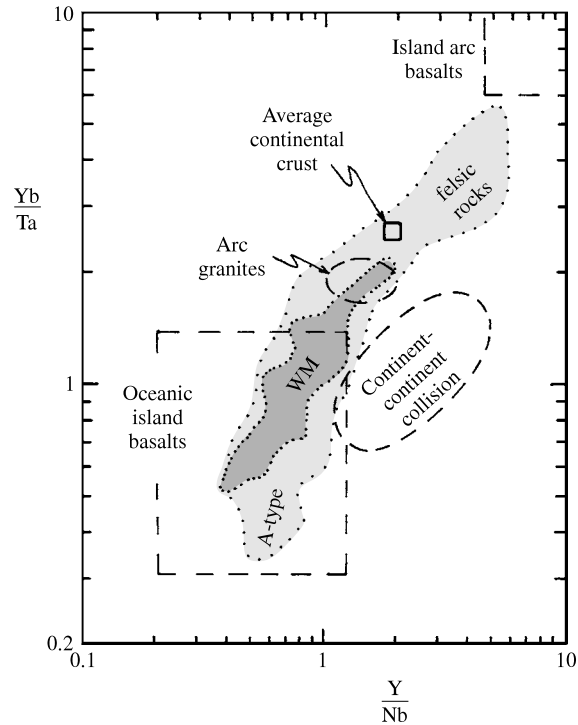 10
Island arc
basalts
Average
continental
crust
felsic
rocks
Yb
Ta
Arc
granites
WM
Continent-
continent
collision
1
Oceanic
island
basalts
A-type
0.2
0.1
1
10
Y
Nb